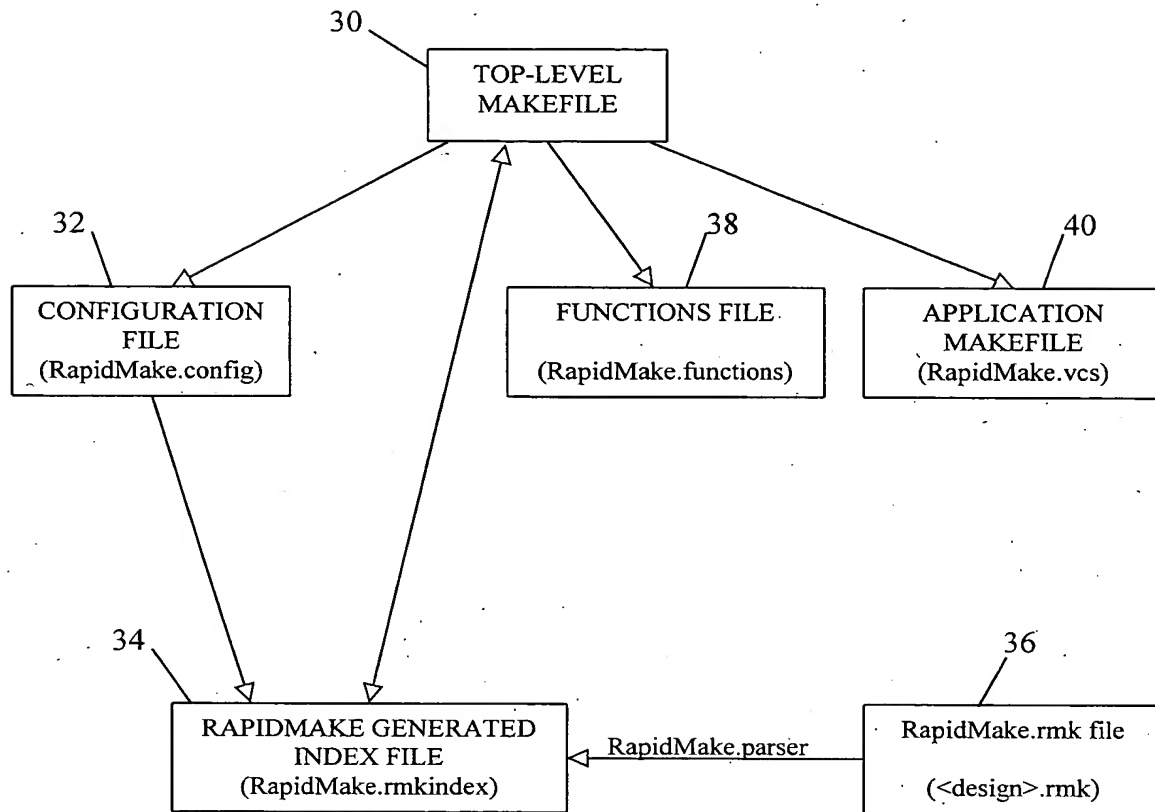 30
TOP-LEVEL
MAKEFILE
32
38
40
CONFIGURATION
FILE
(RapidMake.config)
FUNCTIONS FILE
(RapidMake.functions)
APPLICATION
MAKEFILE
(RapidMake.vcs)
34
36
RAPIDMAKE GENERATED
INDEX FILE
(RapidMake.rmkindex)
RapidMake.parser
RapidMake.rmk file
(<design>.rmk)